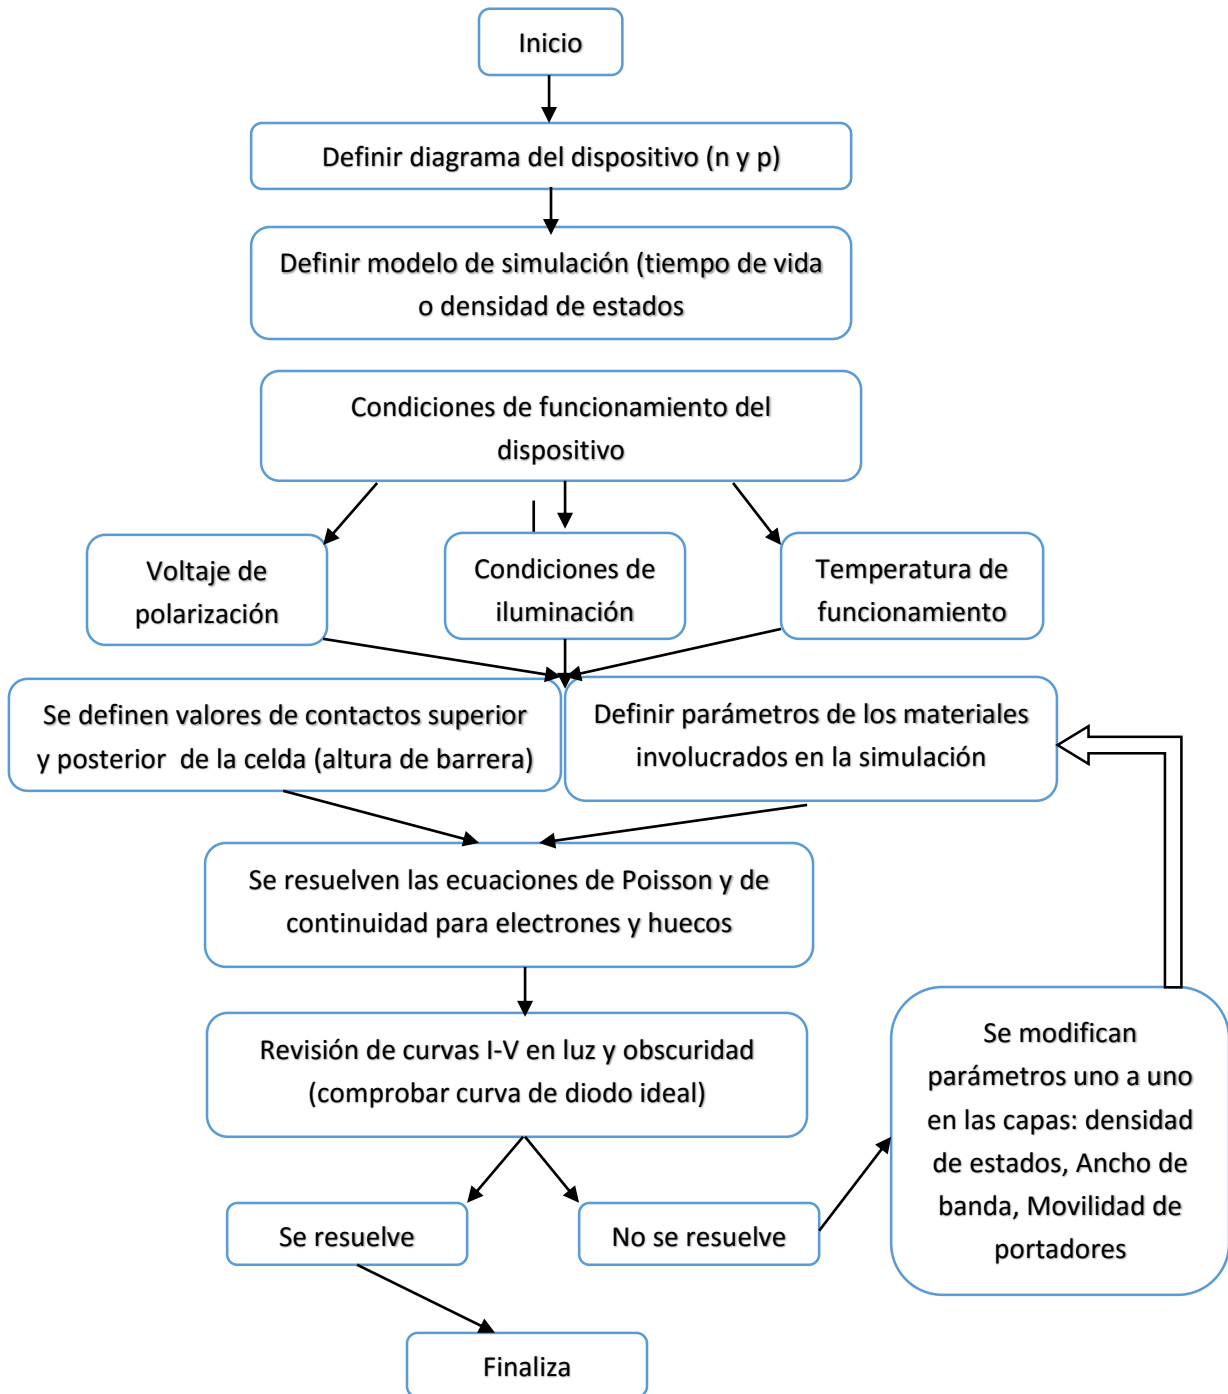 Inicio
Definir diagrama del dispositivo (n y p)
Definir modelo de simulación (tiempo de vida
o densidad de estados
Condiciones de funcionamiento del
dispositivo
Voltaje de
polarización
Condiciones de
iluminación
Temperatura de
funcionamiento
Se definen valores de contactos superior
y posterior de la celda (altura de barrera)
Definir parámetros de los materiales
involucrados en la simulación
Se resuelven las ecuaciones de Poisson y de
continuidad para electrones y huecos
Revisión de curvas I-V en luz y obscuridad
(comprobar curva de diodo ideal)
Se modifican
parámetros uno a uno
en las capas: densidad
de estados, Ancho de
banda, Movilidad de
portadores
Se resuelve
No se resuelve
Finaliza